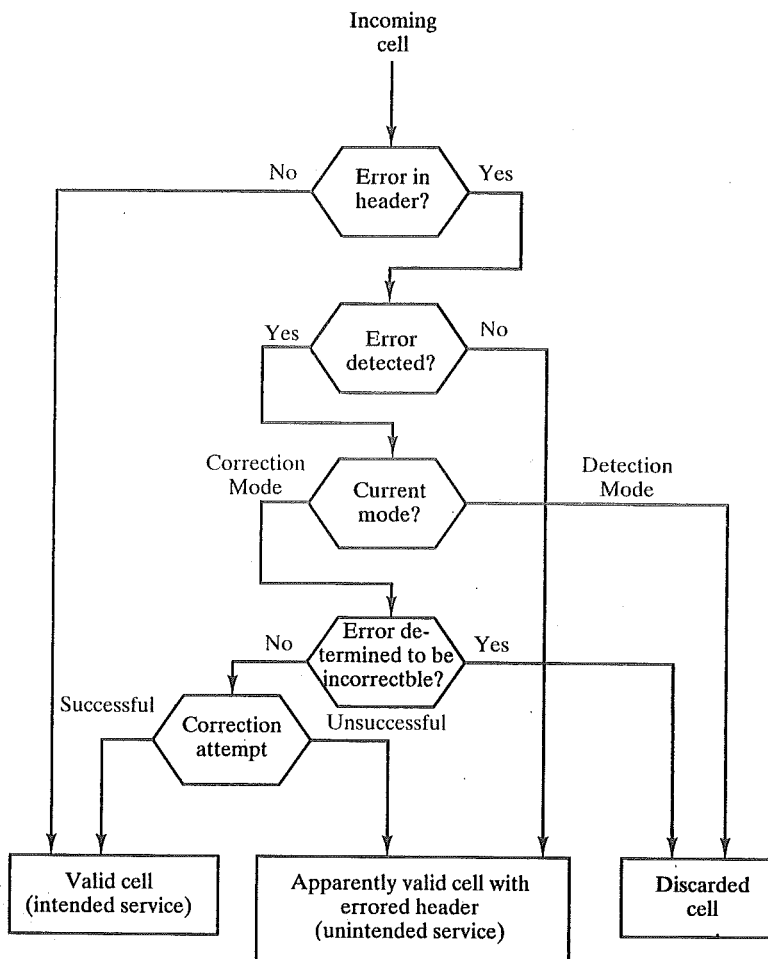 Incoming
cell
No
Error in
header?
Yes
Yes
Error
detected?
No
Correction
Mode
Current
mode?
Detection
Mode
No
Error de-
termined to be
incorrectble?
Yes
Successful
Correction
attempt
Unsuccessful
Valid cell
(intended service)
Apparently valid cell with
errored header
(unintended service)
Discarded
cell